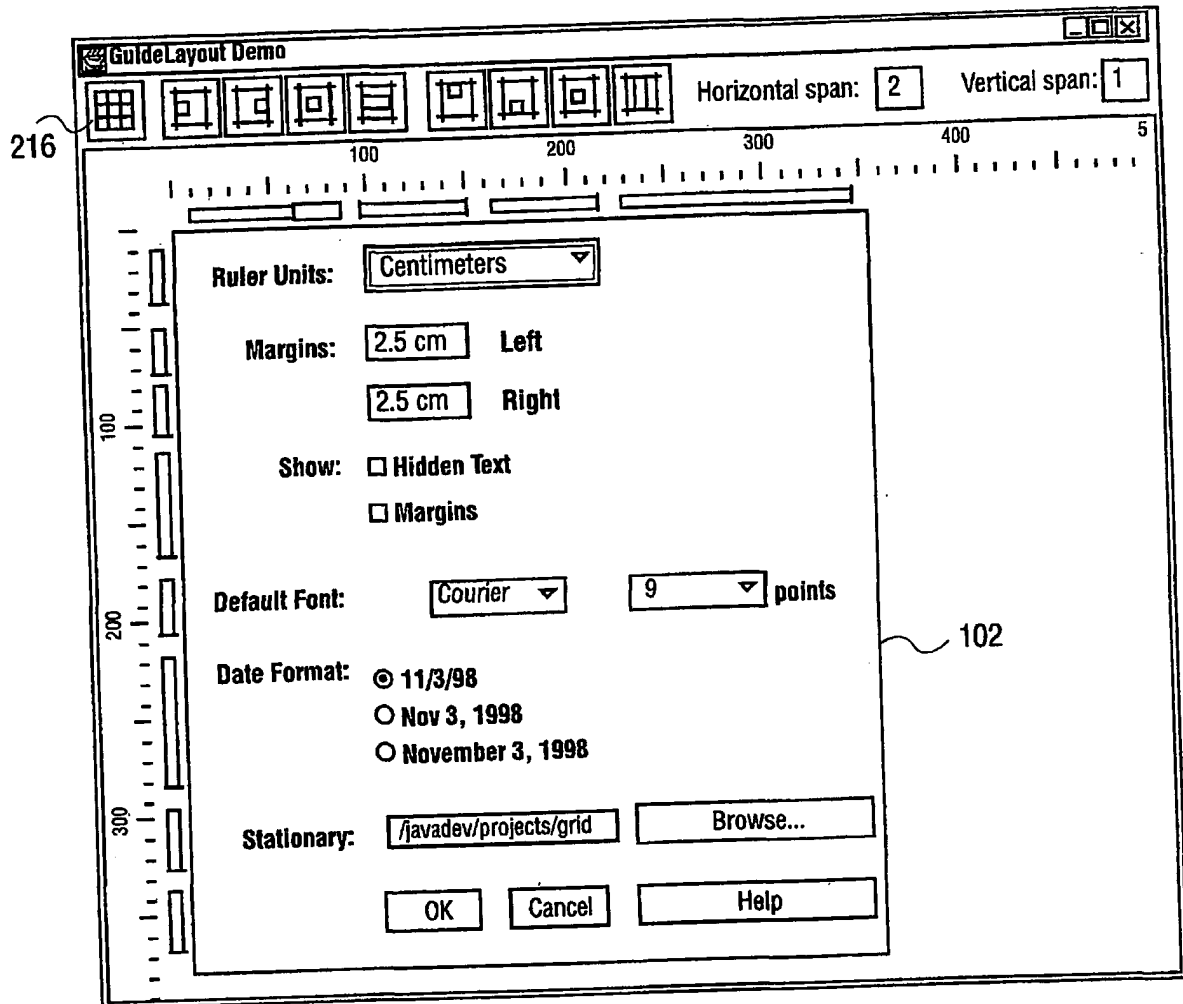 GuideLayout Demo
Horizontal span: 2 Vertical span: 1
216
100 200 300 400 5
Ruler Units: Centimeters
Margins: 2.5 cm Left
2.5 cm Right
100
Show: Hidden Text
Margins
Default Font: Courier 9 points
200
102
Date Format: 11/3/98
Nov 3, 1998
November 3, 1998
300
Stationary: /javadev/projects/grid Browse...
OK Cancel Help